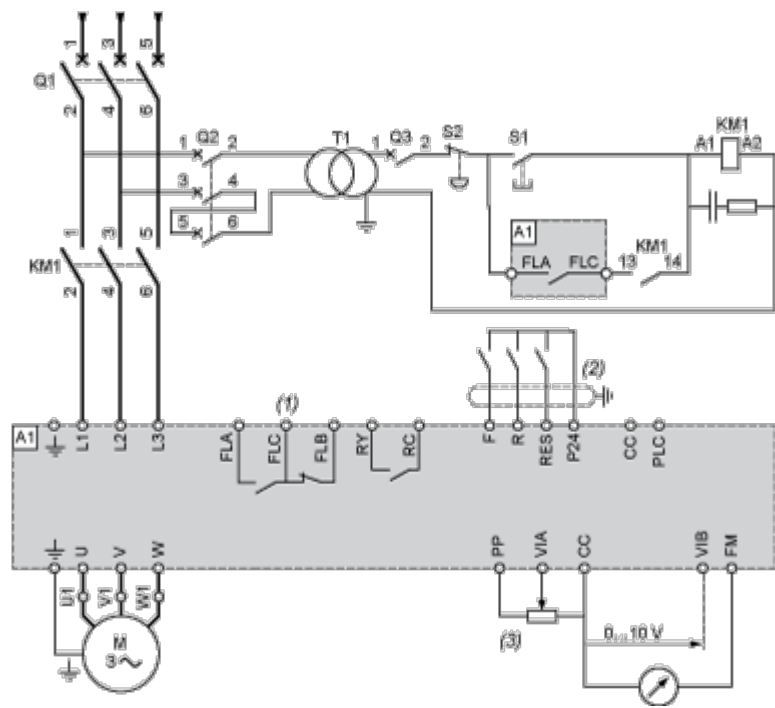 1 3 5
Q1
2 4 6
1 Q2 2
3 4
5 6
T1
1 Q3 2
S2
S1
A1 KM1 A2
A1
FLA FLC
13 KM1 14
1 3 5
KM1
2 4 6
(1)
(2)
A1
L1 L2 L3
FLA FLC FLB
RY RC
F R RES P24
CC PLC
U V W
PP VIA CC
VIB FM
U1 V1 W1
M
3
(3)
0 ... 10 V